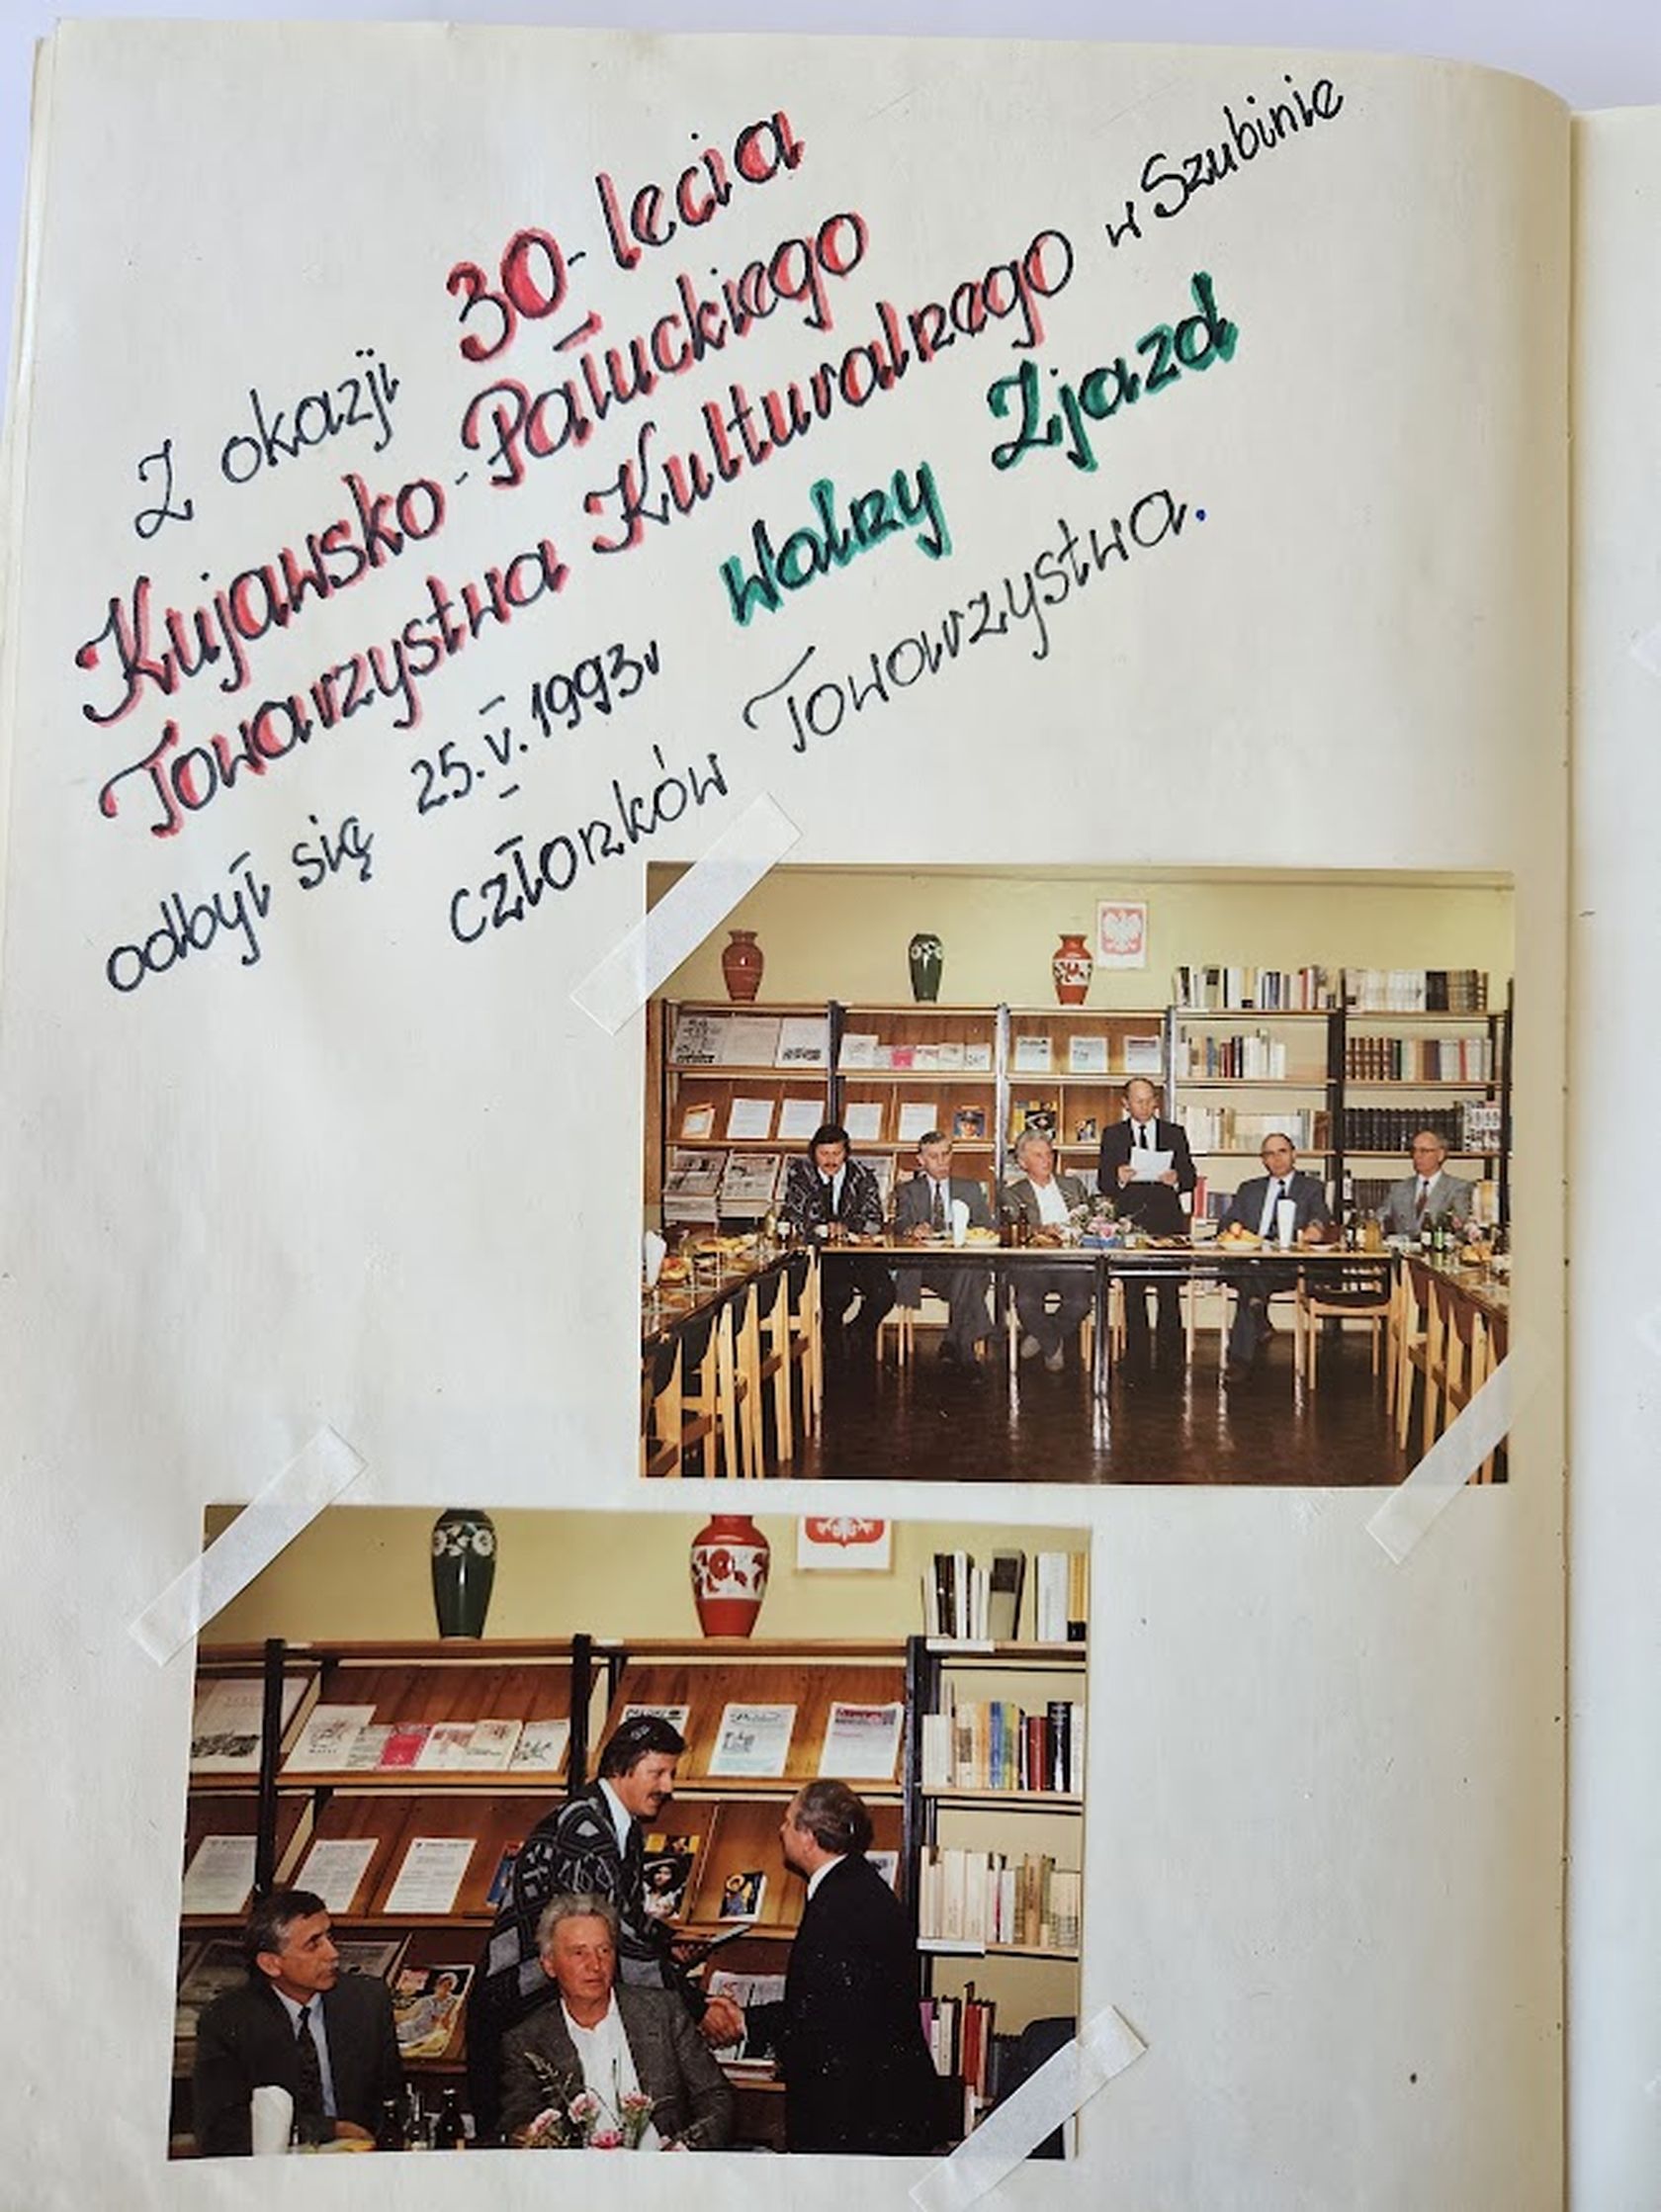 Z okazji 30-lecia
Kujawsko-Pałuckiego
Towarzystwa Kulturalnego w Szubinie
odbył się 25.V.1993r Walny Zjazd
członków Towarzystwa.